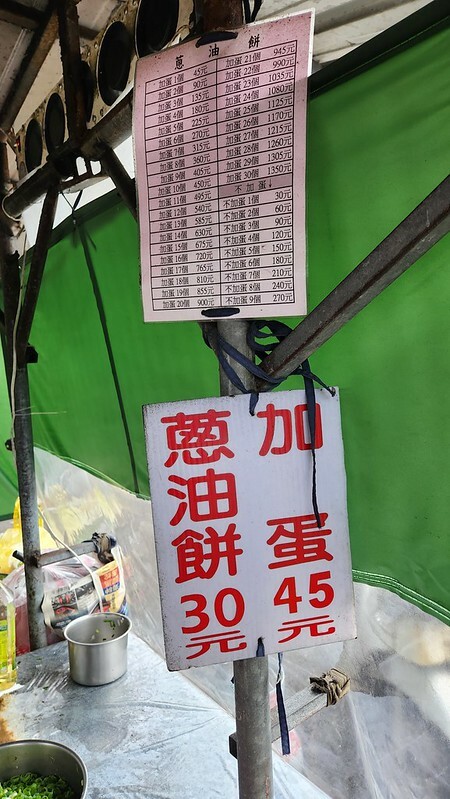 蔥油餅
加蛋 1個 45元 加蛋 21個 945元
加蛋 2個 90元 加蛋 22個 990元
加蛋 3個 135元 加蛋 23個 1035元
加蛋 4個 180元 加蛋 24個 1080元
加蛋 5個 225元 加蛋 25個 1125元
加蛋 6個 270元 加蛋 26個 1170元
加蛋 7個 315元 加蛋 27個 1215元
加蛋 8個 360元 加蛋 28個 1260元
加蛋 9個 405元 加蛋 29個 1305元
加蛋 10個 450元 加蛋 30個 1350元
加蛋 11個 495元 不加蛋↓
加蛋 12個 540元 不加蛋 1個 30元
加蛋 13個 585元 不加蛋 2個 60元
加蛋 14個 630元 不加蛋 3個 90元
加蛋 15個 675元 不加蛋 4個 120元
加蛋 16個 720元 不加蛋 5個 150元
加蛋 17個 765元 不加蛋 6個 180元
加蛋 18個 810元 不加蛋 7個 210元
加蛋 19個 855元 不加蛋 8個 240元
加蛋 20個 900元 不加蛋 9個 270元
蔥油餅30元
加蛋45元